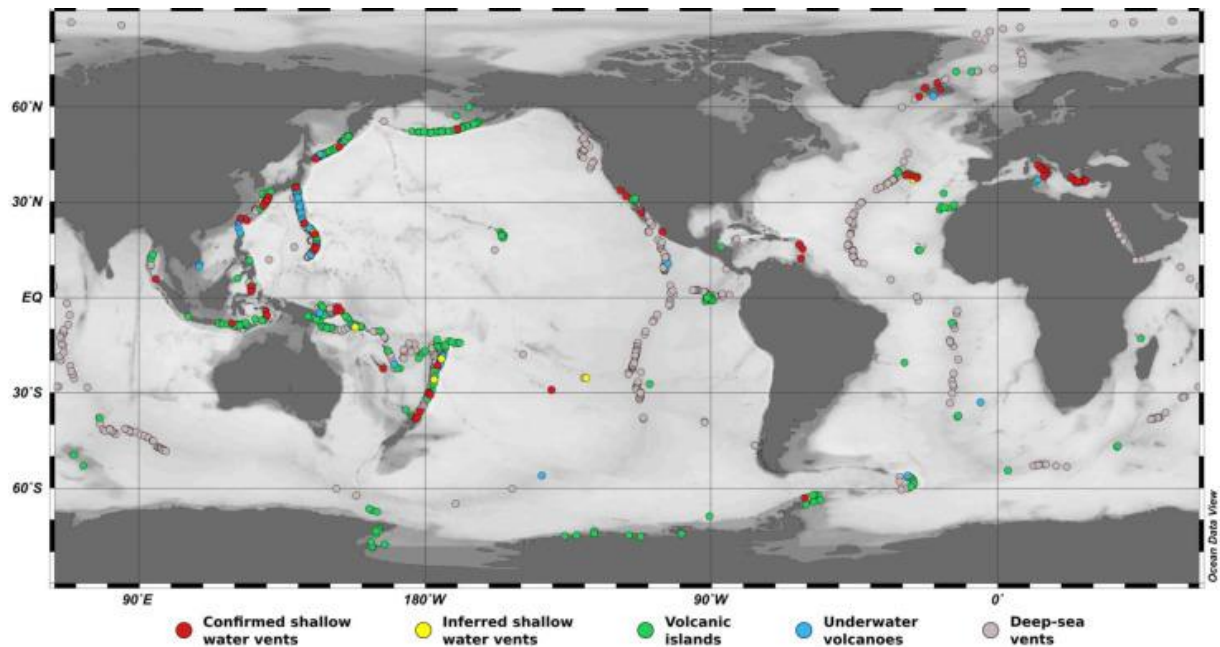 60°N
30°N
EQ
30°S
60°S
Ocean Data View
90°E
180°W
90°W
0°
Confirmed shallow
water vents
Inferred shallow
water vents
Volcanic
islands
Underwater
volcanoes
Deep-sea
vents